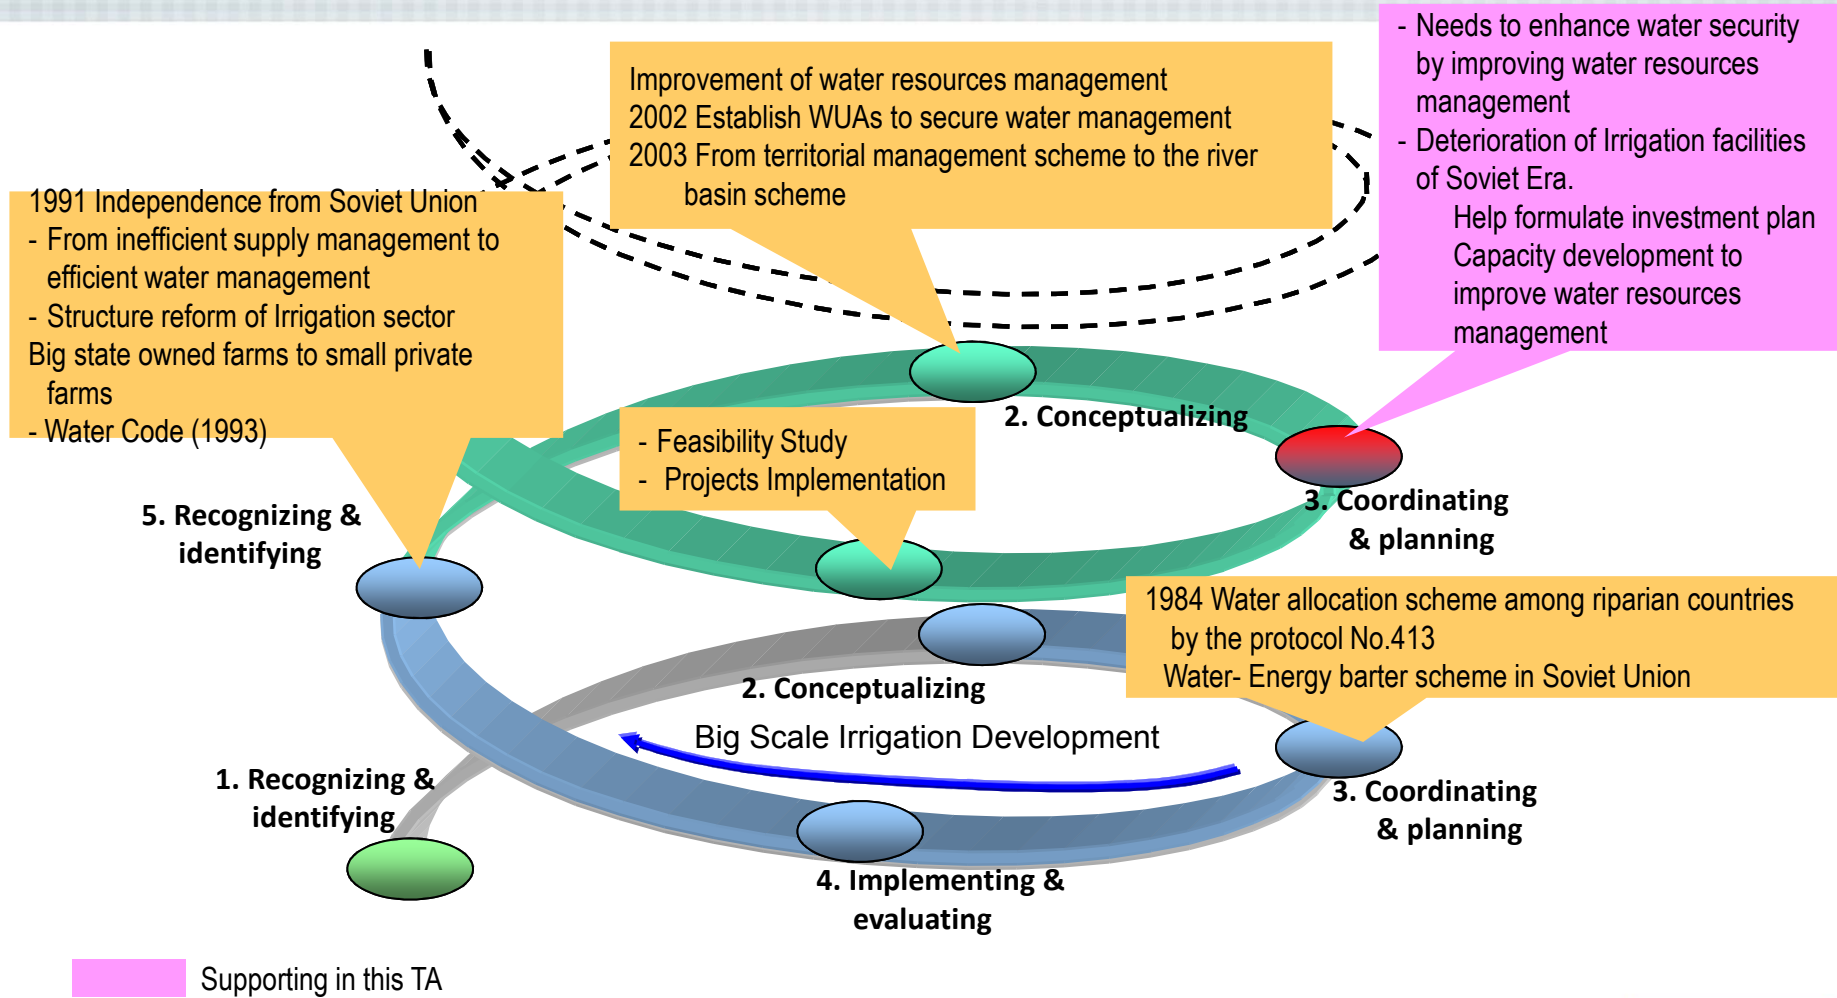 - Needs to enhance water security
by improving water resources
management
- Deterioration of Irrigation facilities
of Soviet Era.
Help formulate investment plan
Capacity development to
improve water resources
management
Improvement of water resources management
2002 Establish WUAs to secure water management
2003 From territorial management scheme to the river
basin scheme
1991 Independence from Soviet Union
- From inefficient supply management to
efficient water management
- Structure reform of Irrigation sector
Big state owned farms to small private
farms
- Water Code (1993)
2. Conceptualizing
- Feasibility Study
- Projects Implementation
3. Coordinating
& planning
5. Recognizing &
identifying
1984 Water allocation scheme among riparian countries
by the protocol No.413
Water- Energy barter scheme in Soviet Union
2. Conceptualizing
Big Scale Irrigation Development
1. Recognizing &
identifying
3. Coordinating
& planning
4. Implementing &
evaluating
Supporting in this TA